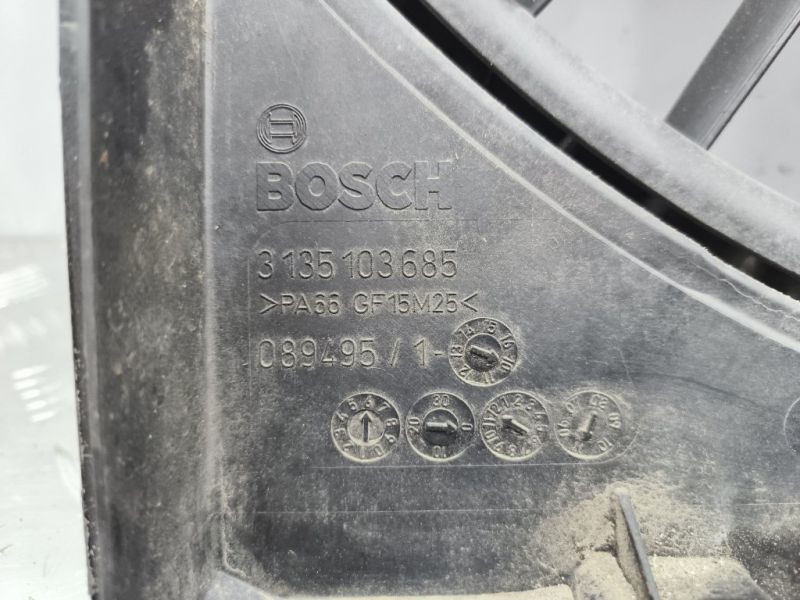 BOSCH
3 135 103 685
>PA66 GF15M25<
089495 / 1-